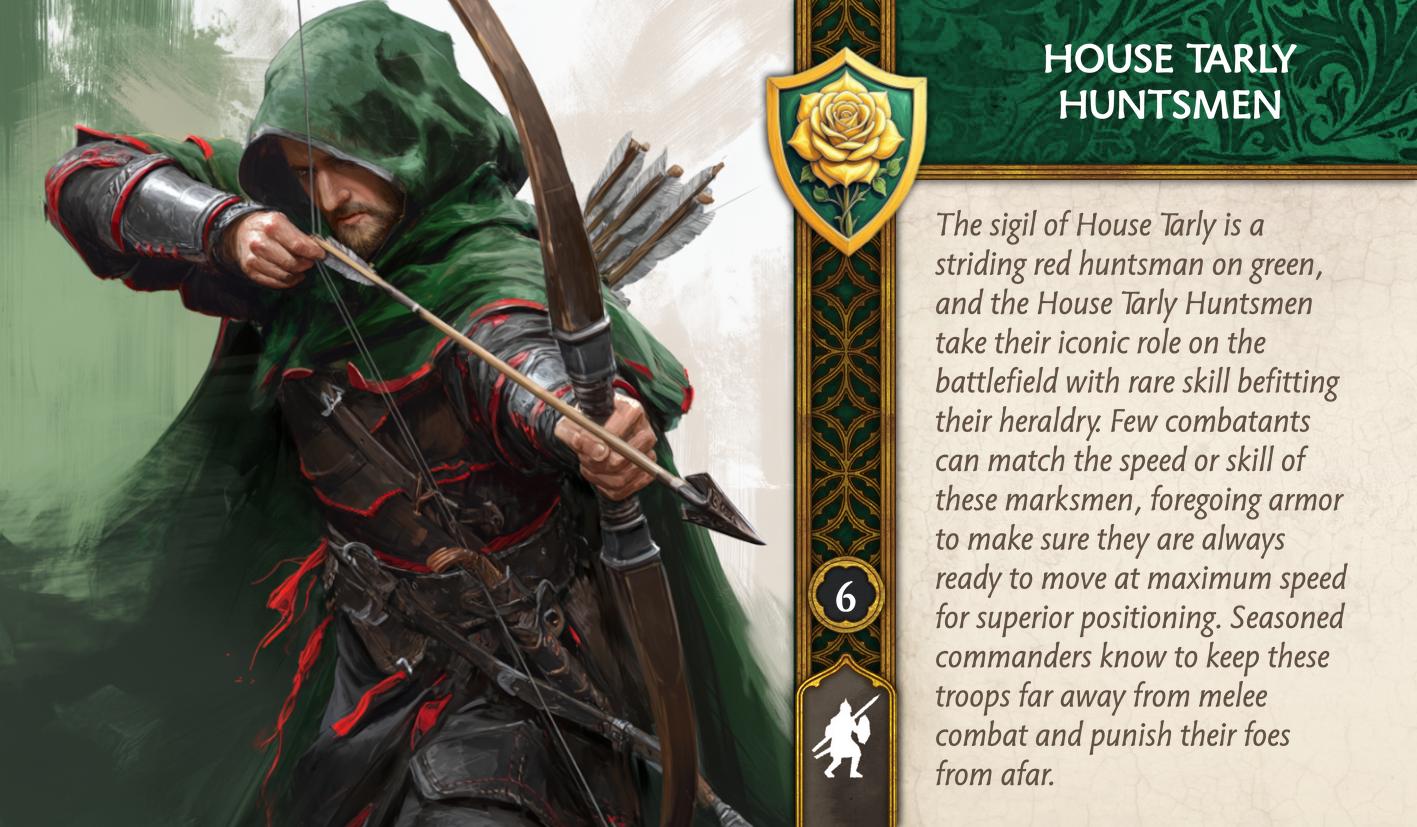 HOUSE TARLY
HUNTSMEN
The sigil of House Tarly is a
striding red huntsman on green,
and the House Tarly Huntsmen
take their iconic role on the
battlefield with rare skill befitting
their heraldry. Few combatants
can match the speed or skill of
these marksmen, foregoing armor
to make sure they are always
ready to move at maximum speed
for superior positioning. Seasoned
commanders know to keep these
troops far away from melee
combat and punish their foes
from afar.
6